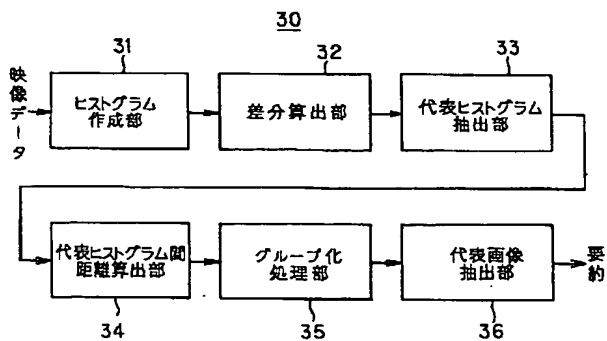 30
31
32
33
映像データ
ヒストグラム
作成部
差分算出部
代表ヒストグラム
抽出部
代表ヒストグラム間
距離算出部
グループ化
処理部
代表画像
抽出部
要約
34
35
36